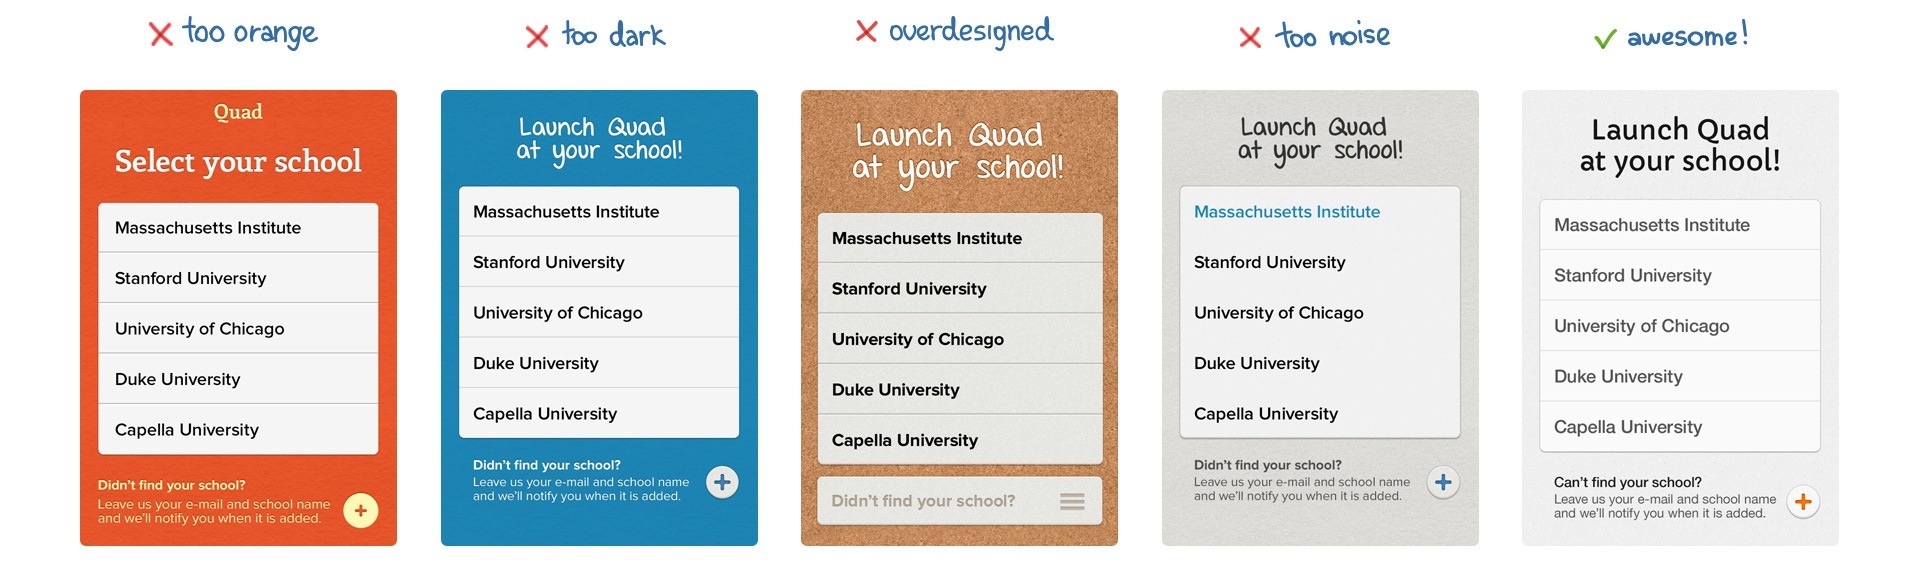 too orange
Quad
Select your school
Massachusetts Institute
Stanford University
University of Chicago
Duke University
Capella University
Didn't find your school?
Leave us your e-mail and school name
and we'll notify you when it is added.
too dark
Launch Quad
at your school!
Massachusetts Institute
Stanford University
University of Chicago
Duke University
Capella University
Didn't find your school?
Leave us your e-mail and school name
and we'll notify you when it is added.
overdesigned
Launch Quad
at your school!
Massachusetts Institute
Stanford University
University of Chicago
Duke University
Capella University
Didn't find your school?
too noise
Launch Quad
at your school!
Massachusetts Institute
Stanford University
University of Chicago
Duke University
Capella University
Didn't find your school?
Leave us your e-mail and school name
and we'll notify you when it is added.
awesome!
Launch Quad
at your school!
Massachusetts Institute
Stanford University
University of Chicago
Duke University
Capella University
Can't find your school?
Leave us your e-mail and school name
and we'll notify you when it is added.